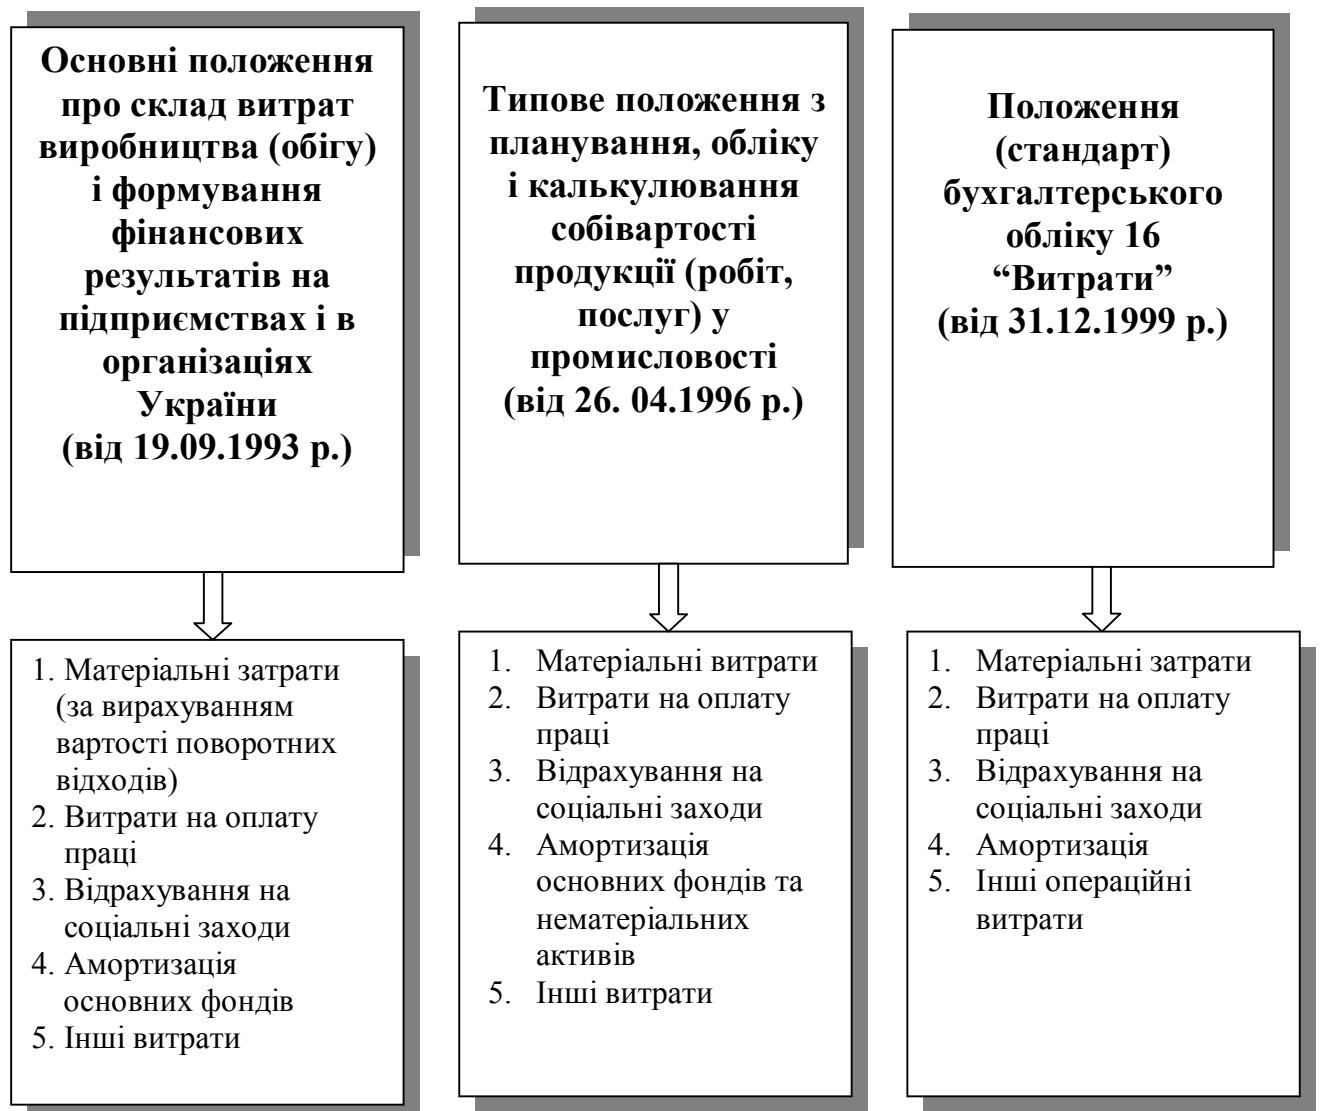 Основні положення
про склад витрат
виробництва (обігу)
і формування
фінансових
результатів на
підприємствах і в
організаціях
України
(від 19.09.1993 р.)
Типове положення з
планування, обліку
і калькулювання
собівартості
продукції (робіт,
послуг) у
промисловості
(від 26. 04.1996 р.)
Положення
(стандарт)
бухгалтерського
обліку 16
“Витрати”
(від 31.12.1999 р.)
1. Матеріальні затрати
(за вирахуванням
вартості поворотних
відходів)
2. Витрати на оплату
праці
3. Відрахування на
соціальні заходи
4. Амортизація
основних фондів
5. Інші витрати
1. Матеріальні витрати
2. Витрати на оплату
праці
3. Відрахування на
соціальні заходи
4. Амортизація
основних фондів та
нематеріальних
активів
5. Інші витрати
1. Матеріальні затрати
2. Витрати на оплату
праці
3. Відрахування на
соціальні заходи
4. Амортизація
5. Інші операційні
витрати